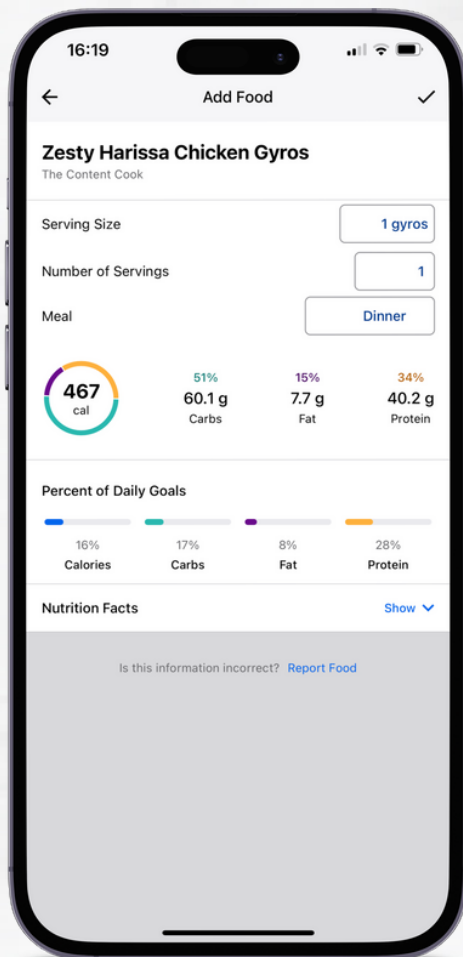 16:19
Add Food
Zesty Harissa Chicken Gyros
The Content Cook
Serving Size 1 gyros
Number of Servings 1
Meal Dinner
467 cal
51% 15% 34%
60.1 g 7.7 g 40.2 g
Carbs Fat Protein
Percent of Daily Goals
16% 17% 8% 28%
Calories Carbs Fat Protein
Nutrition Facts Show
Is this information incorrect? Report Food